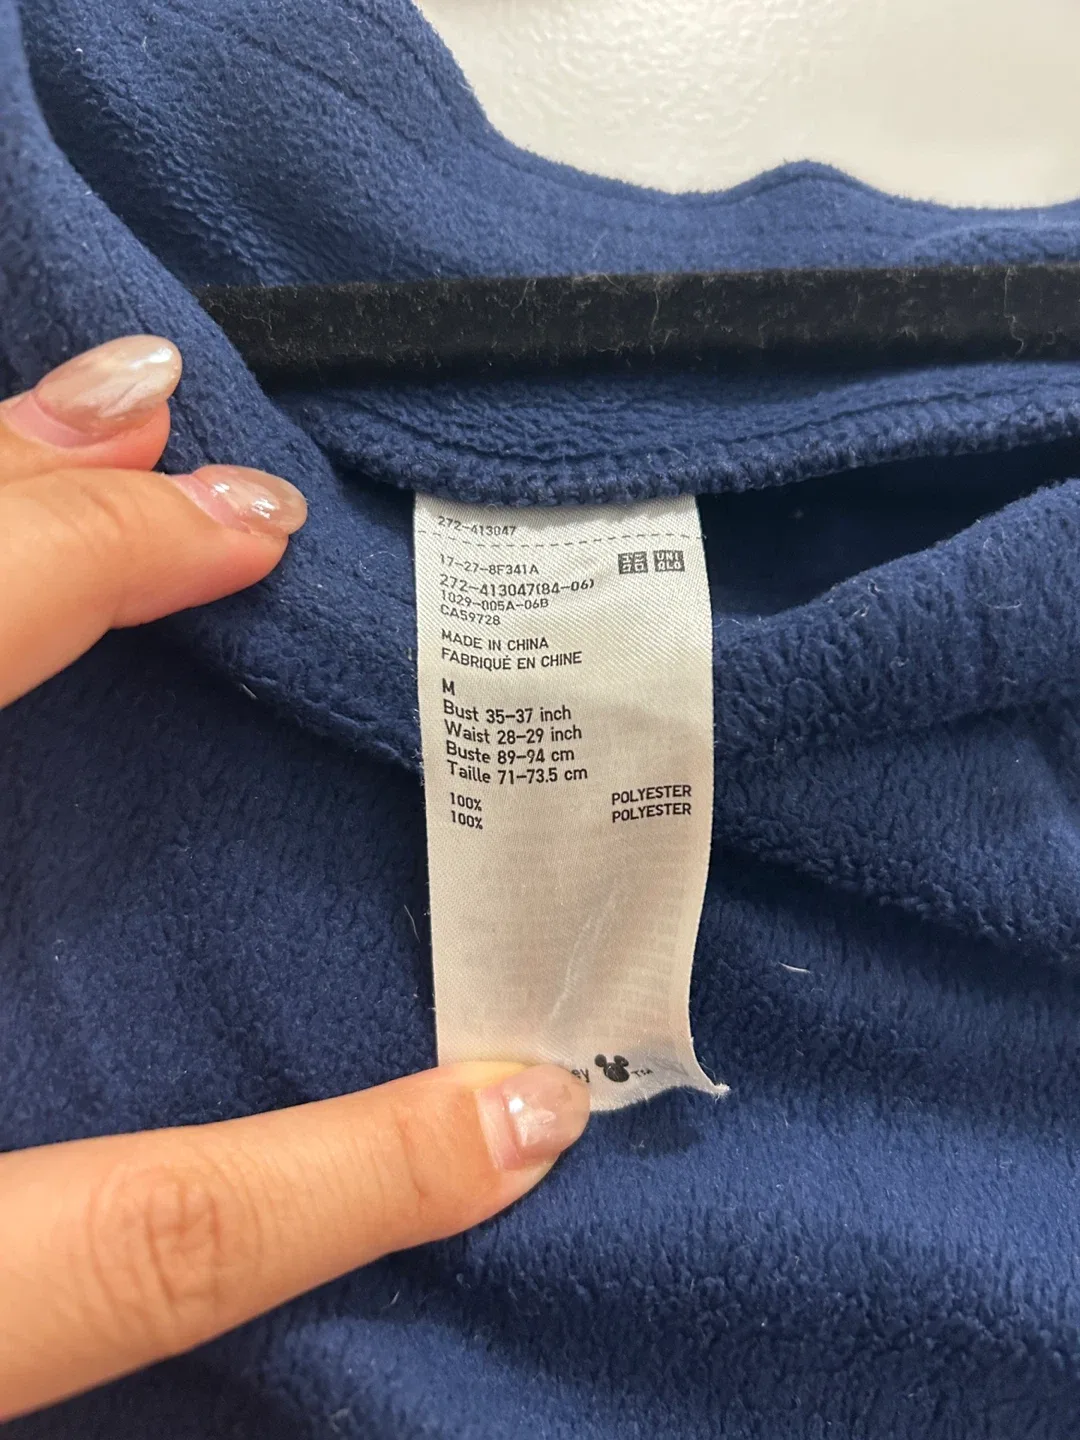 272-413047
17-27-8F341A
UNI QLO
272-413047(84-06)
1029-005A-06B
CA59728
MADE IN CHINA
FABRIQUÉ EN CHINE
M
Bust 35-37 inch
Waist 28-29 inch
Buste 89-94 cm
Taille 71-73.5 cm
100% POLYESTER
100% POLYESTER
ey TM